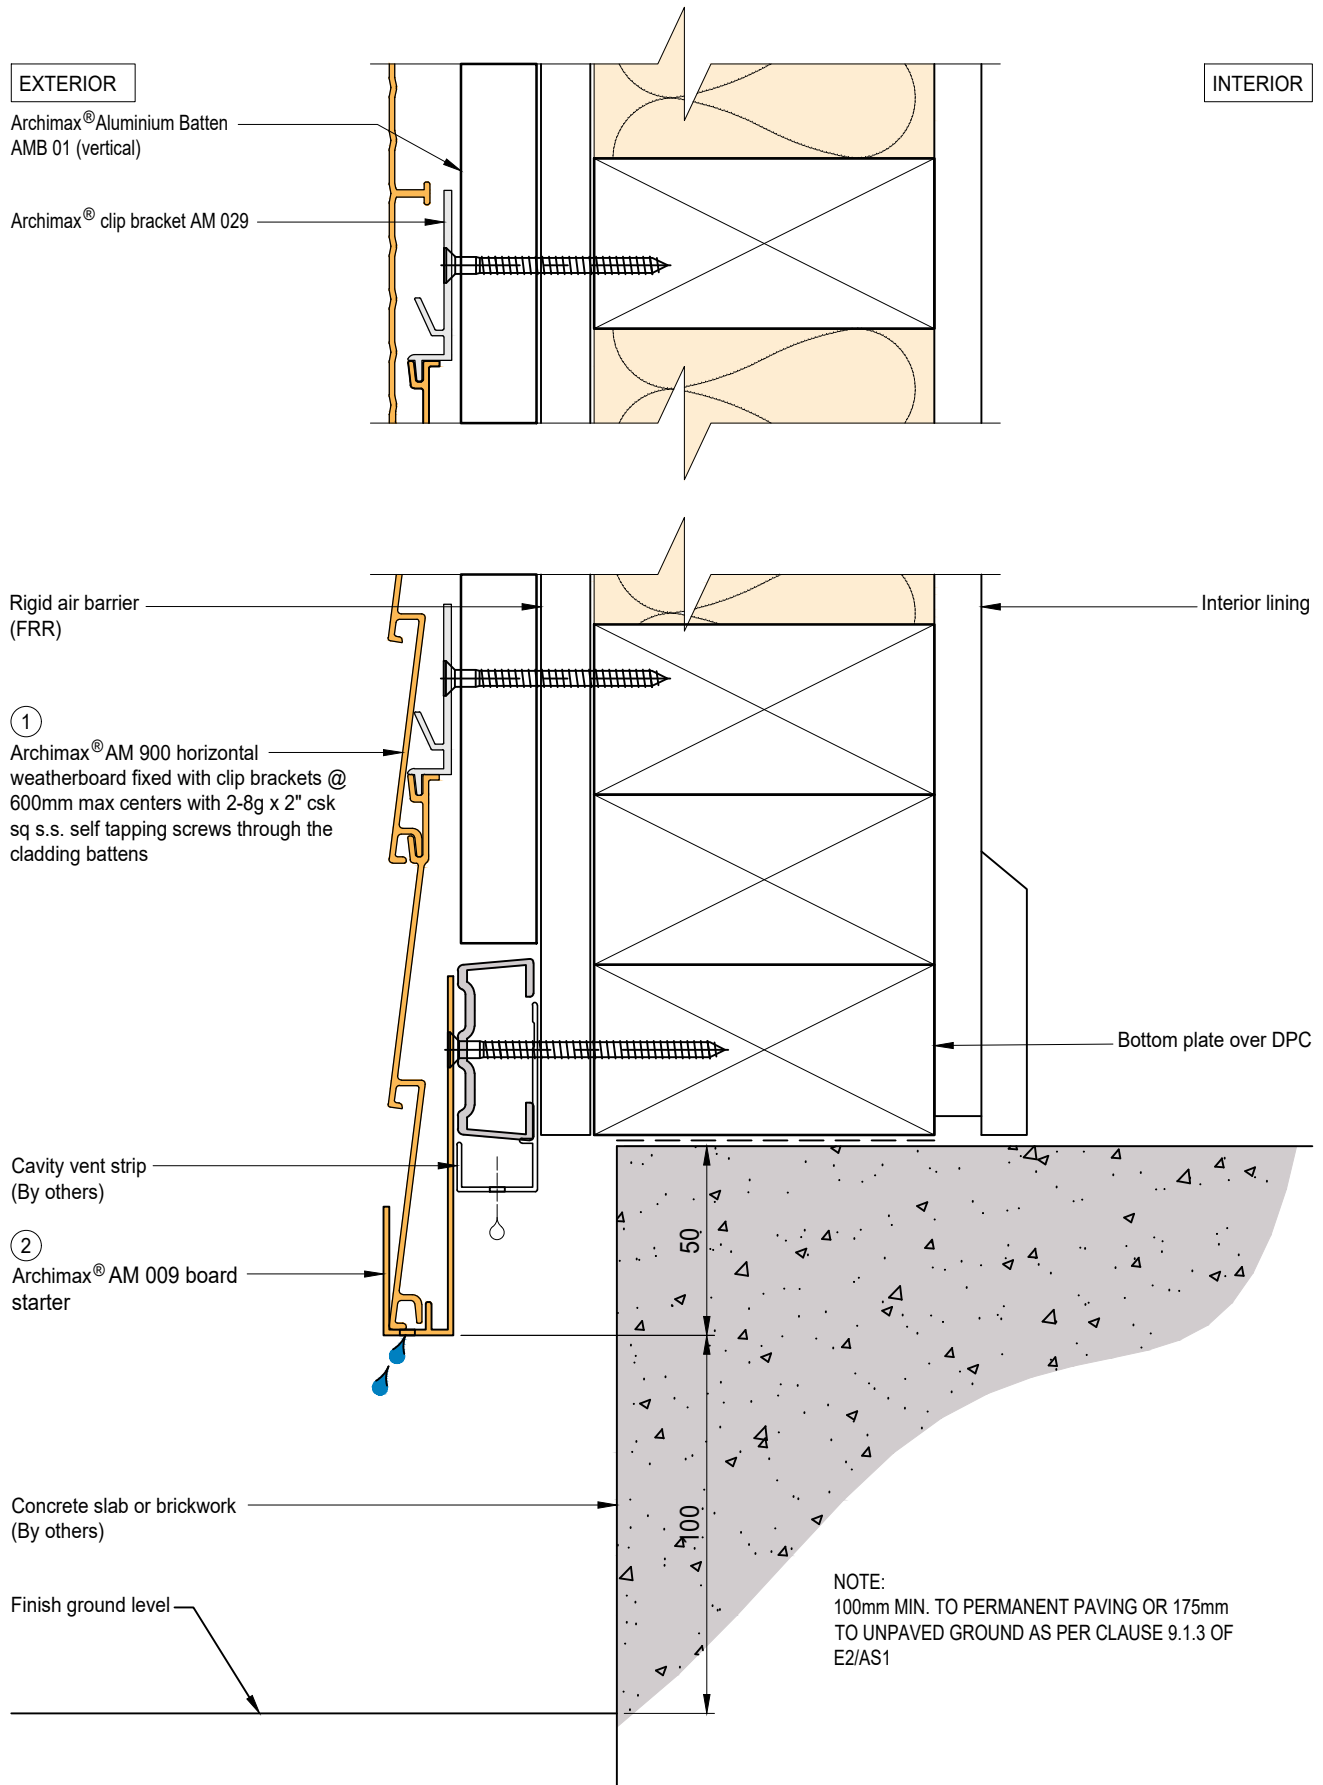 EXTERIOR
INTERIOR
Archimax® Aluminium Batten
AMB 01 (vertical)
Archimax® clip bracket AM 029
Rigid air barrier
(FRR)
Interior lining
1
Archimax® AM 900 horizontal
weatherboard fixed with clip brackets @
600mm max centers with 2-8g x 2" csk
sq s.s. self tapping screws through the
cladding battens
Bottom plate over DPC
Cavity vent strip
(By others)
50
2
Archimax® AM 009 board
starter
Concrete slab or brickwork
(By others)
100
Finish ground level
NOTE:
100mm MIN. TO PERMANENT PAVING OR 175mm
TO UNPAVED GROUND AS PER CLAUSE 9.1.3 OF
E2/AS1